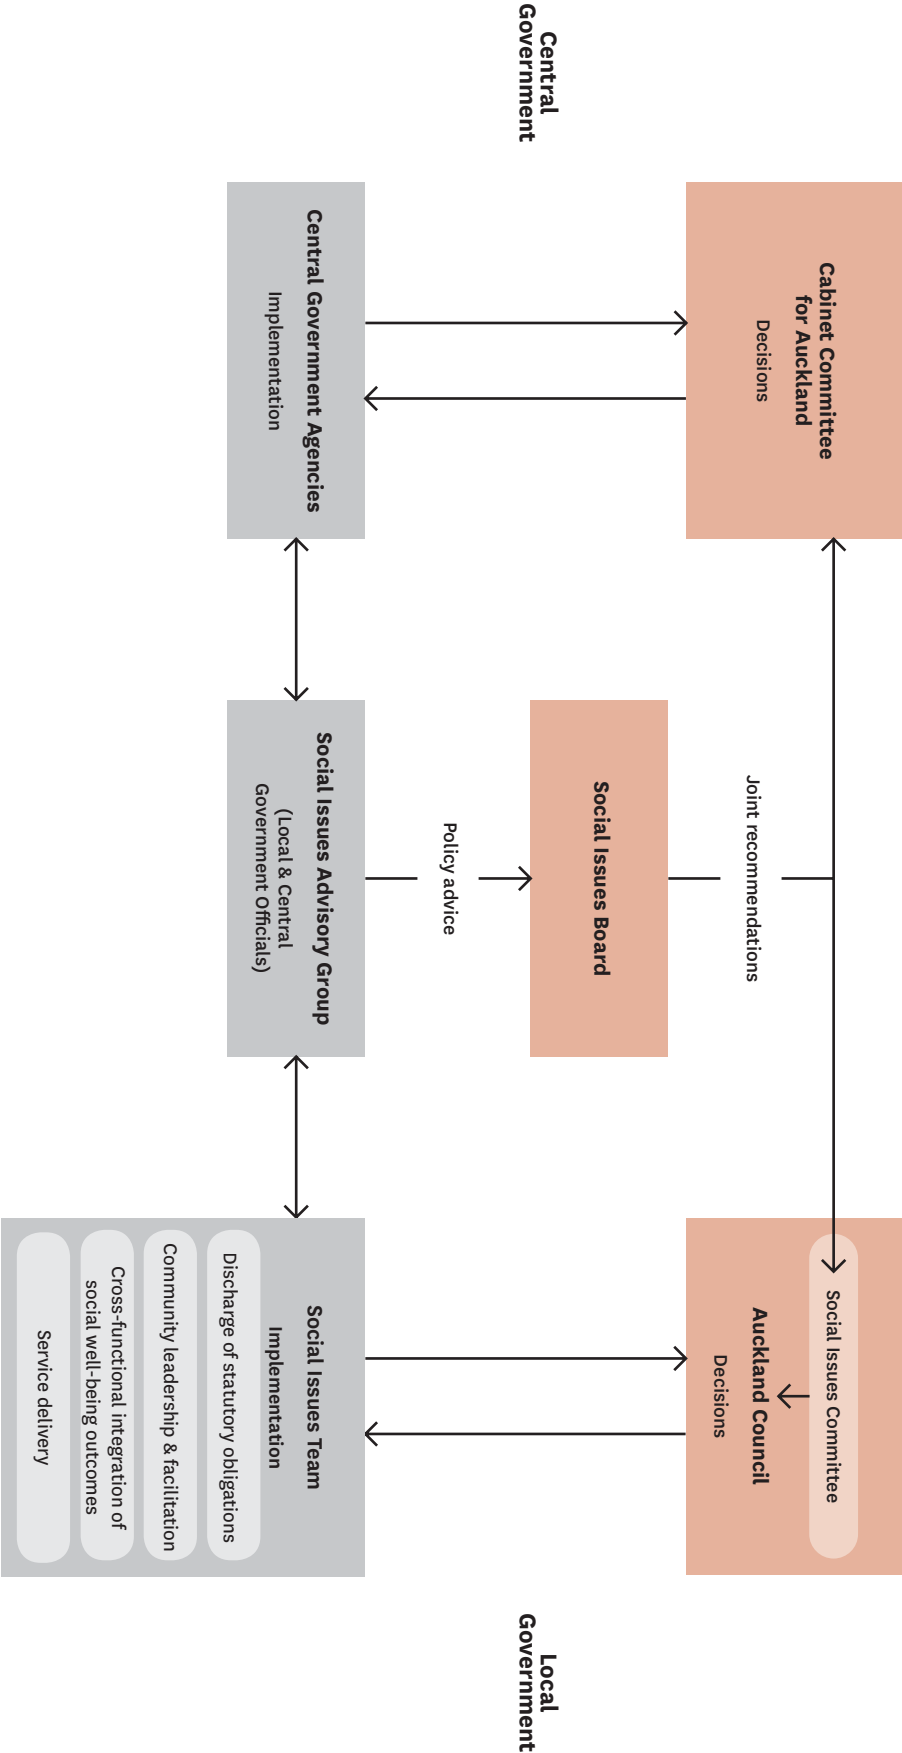 Central
Government
Cabinet Committee
for Auckland
Decisions
Central Government Agencies
Implementation
Joint recommendations
Social Issues Board
Policy advice
Social Issues Advisory Group
(Local & Central
Government Officials)
Social Issues Committee
Auckland Council
Decisions
Social Issues Team
Implementation
Discharge of statutory obligations
Community leadership & facilitation
Cross-functional integration of
social well-being outcomes
Service delivery
Local
Government